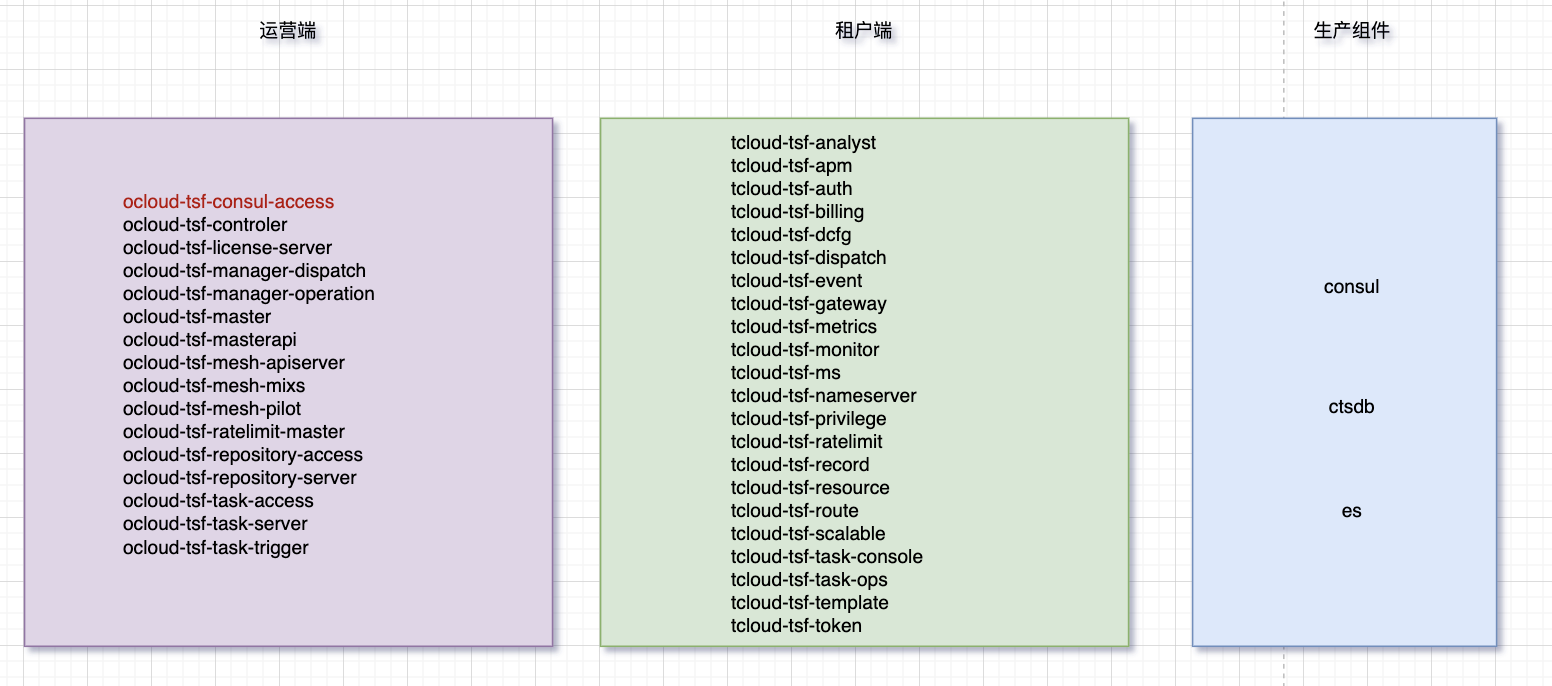 运营端
租户端
生产组件
ocloud-tsf-consul-access
ocloud-tsf-controler
ocloud-tsf-license-server
ocloud-tsf-manager-dispatch
ocloud-tsf-manager-operation
ocloud-tsf-master
ocloud-tsf-masterapi
ocloud-tsf-mesh-apiserver
ocloud-tsf-mesh-mixs
ocloud-tsf-mesh-pilot
ocloud-tsf-ratelimit-master
ocloud-tsf-repository-access
ocloud-tsf-repository-server
ocloud-tsf-task-access
ocloud-tsf-task-server
ocloud-tsf-task-trigger
tcloud-tsf-analyst
tcloud-tsf-apm
tcloud-tsf-auth
tcloud-tsf-billing
tcloud-tsf-dcfg
tcloud-tsf-dispatch
tcloud-tsf-event
tcloud-tsf-gateway
tcloud-tsf-metrics
tcloud-tsf-monitor
tcloud-tsf-ms
tcloud-tsf-nameserver
tcloud-tsf-privilege
tcloud-tsf-ratelimit
tcloud-tsf-record
tcloud-tsf-resource
tcloud-tsf-route
tcloud-tsf-scalable
tcloud-tsf-task-console
tcloud-tsf-task-ops
tcloud-tsf-template
tcloud-tsf-token
consul
ctsdb
es